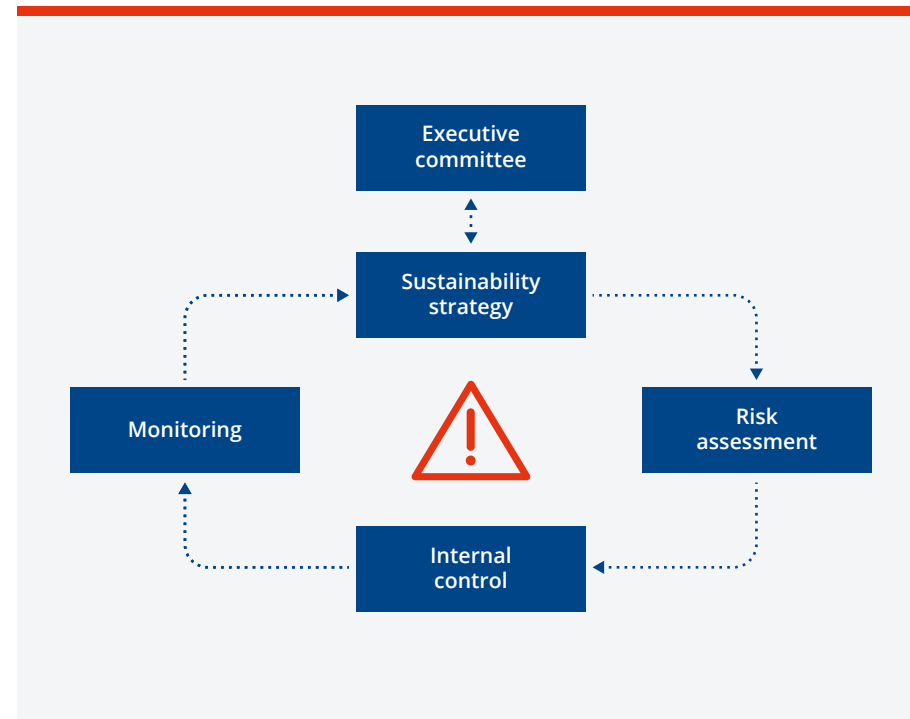 Executive
committee
Sustainability
strategy
Monitoring
Risk
assessment
Internal
control